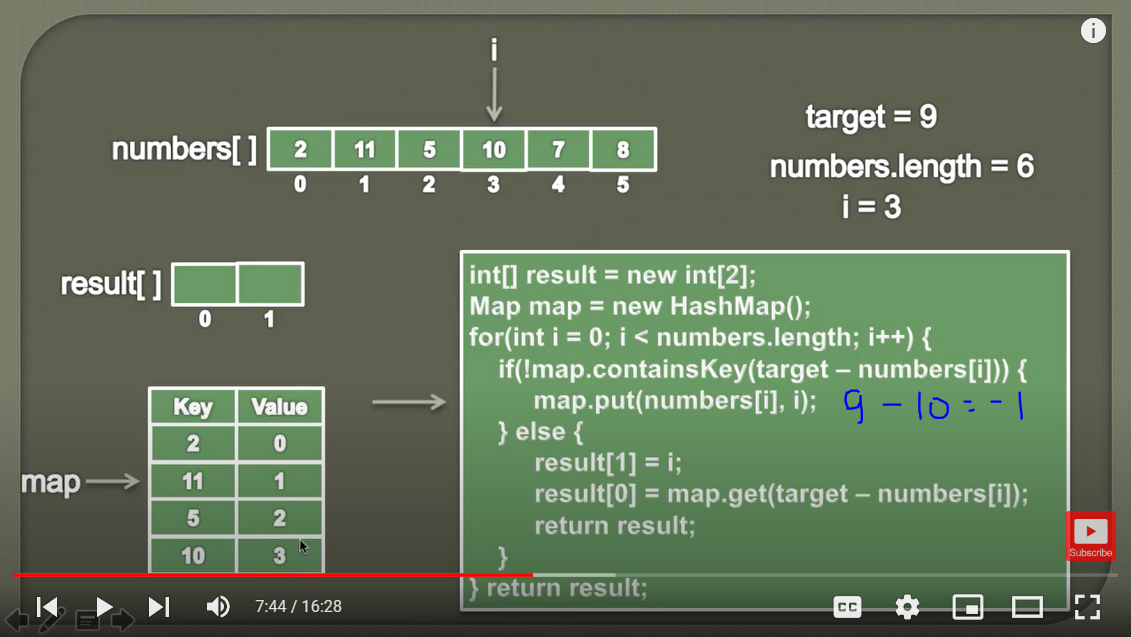 i
target = 9
numbers[ ] 2 11 5 10 7 8
0 1 2 3 4 5
numbers.length = 6
i = 3
result[ ]
0 1
int[] result = new int[2];
Map map = new HashMap();
for(int i = 0; i < numbers.length; i++) {
if(!map.containsKey(target – numbers[i])) {
map.put(numbers[i], i); 9 - 10 = -1
} else {
result[1] = i;
result[0] = map.get(target – numbers[i]);
return result;
}
} return result;
Key Value
2 0
map 11 1
5 2
10 3
Subscribe
7:44 / 16:28
CC